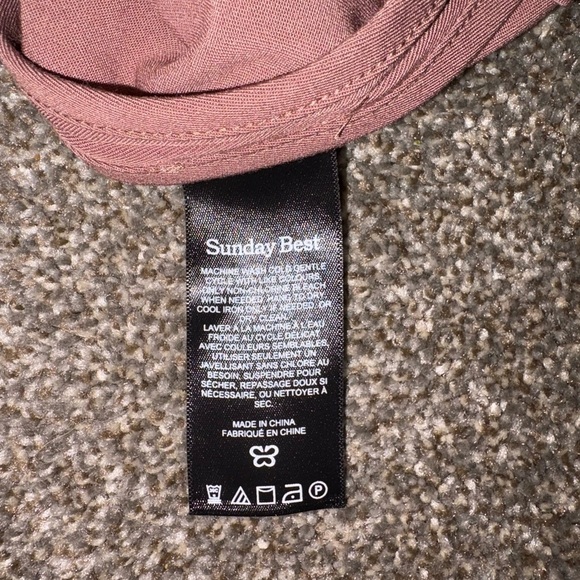 Sunday Best
MACHINE WASH COLD GENTLE
CYCLE WITH LIKE COLOURS,
ONLY NON-CHLORINE BLEACH
WHEN NEEDED. HANG TO DRY,
COOL IRON ONLY IF NEEDED, OR
DRY CLEAN.
LAVER A LA MACHINE À L'EAU
FROIDE AU CYCLE DÉLICAT
AVEC COULEURS SEMBLABLES,
UTILISER SEULEMENT UN
JAVELLISANT SANS CHLORE AU
BESOIN, SUSPENDRE POUR
SÉCHER, REPASSAGE DOUX SI
NÉCESSAIRE, OU NETTOYER À
SEC.
MADE IN CHINA
FABRIQUÉ EN CHINE
P